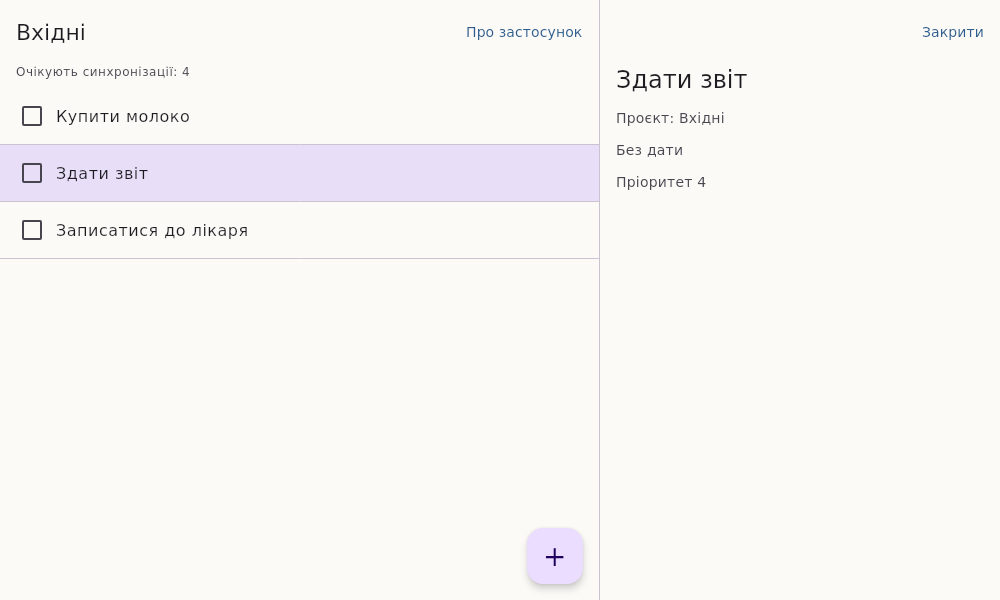 Вхідні
Про застосунок
Очікують синхронізації: 4
Купити молоко
Здати звіт
Записатися до лікаря
+
Закрити
Здати звіт
Проєкт: Вхідні
Без дати
Пріоритет 4